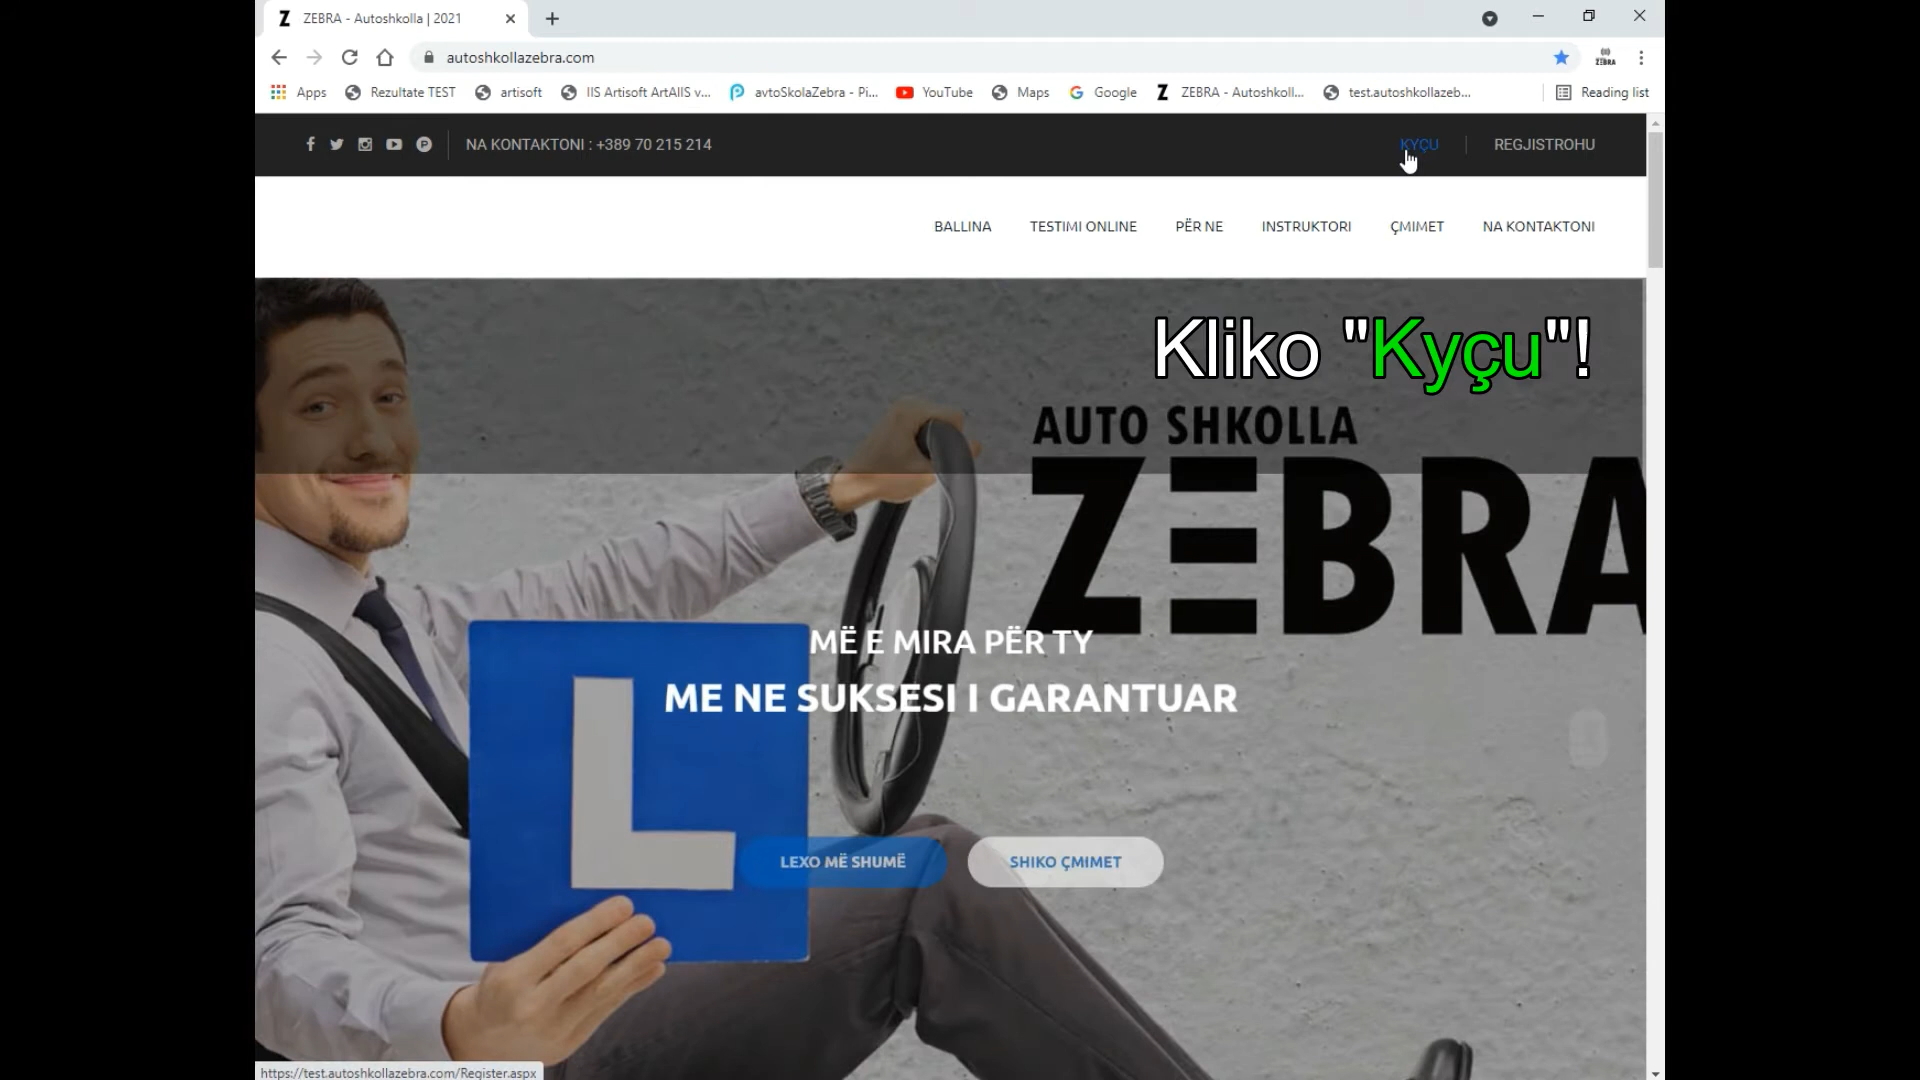 ZEBRA - Autoshkolla | 2021
autoshkollazebra.com
ZEBRA
Apps Rezultate TEST artisoft IIS Artisoft ArtAIIS v... avtoSkolaZebra - Pi... YouTube Maps Google ZEBRA - Autoshkoll... test.autoshkollazeb... Reading list
NA KONTAKTONI : +389 70 215 214 KYÇU REGJISTROHU
BALLINA TESTIMI ONLINE PËR NE INSTRUKTORI ÇMIMET NA KONTAKTONI
Kliko "Kyçu"!
AUTO SHKOLLA
ZEBRA
MË E MIRA PËR TY
ME NE SUKSESI I GARANTUAR
L
LEXO MË SHUMË SHIKO ÇMIMET
https://test.autoshkollazebra.com/Register.aspx